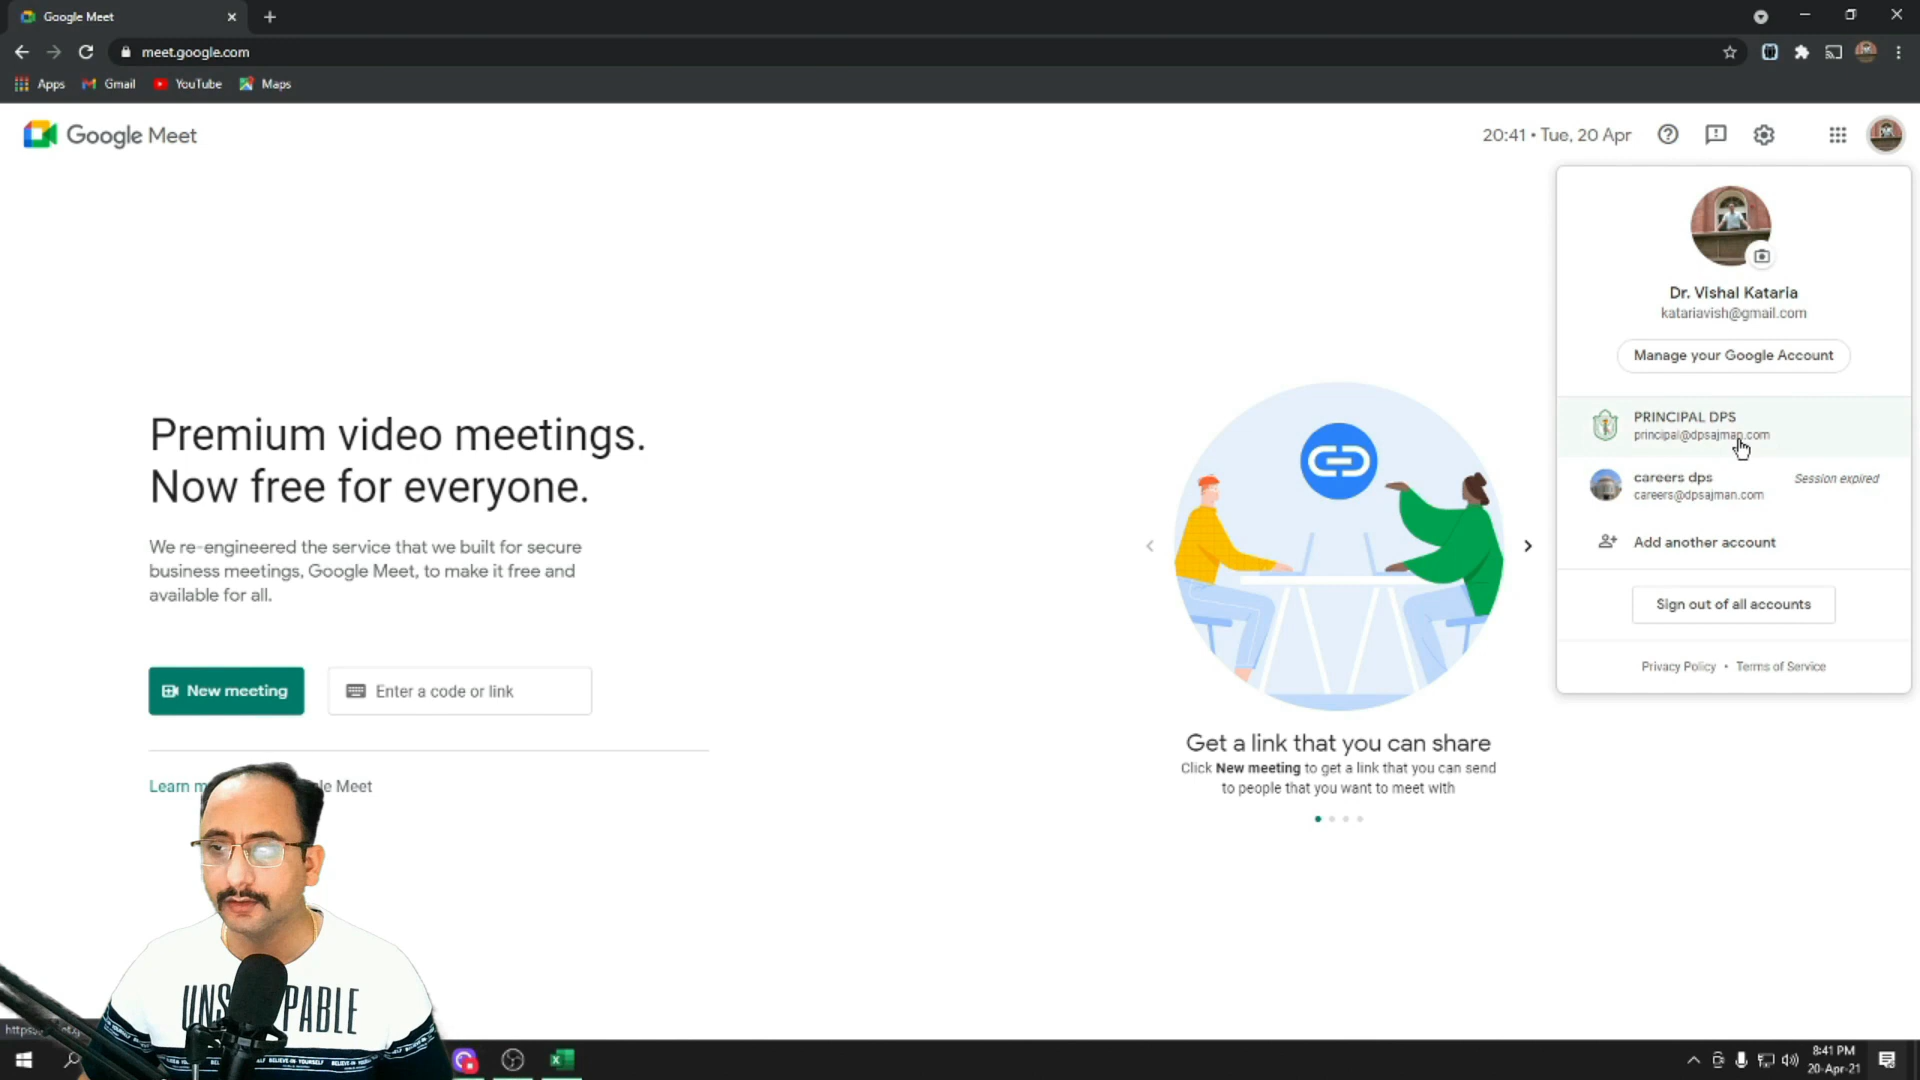 Google Meet
meet.google.com
Apps
Gmail
YouTube
Maps
Google Meet
20:41 • Tue, 20 Apr
Dr. Vishal Kataria
katariavish@gmail.com
Manage your Google Account
PRINCIPAL DPS
principal@dpsajman.com
careers dps
Session expired
careers@dpsajman.com
Add another account
Sign out of all accounts
Privacy Policy • Terms of Service
Premium video meetings.
Now free for everyone.
We re-engineered the service that we built for secure
business meetings, Google Meet, to make it free and
available for all.
New meeting
Enter a code or link
Learn
Meet
Get a link that you can share
Click New meeting to get a link that you can send
to people that you want to meet with
BELIEVE IN YOURSELF
8:41 PM
20-Apr-21